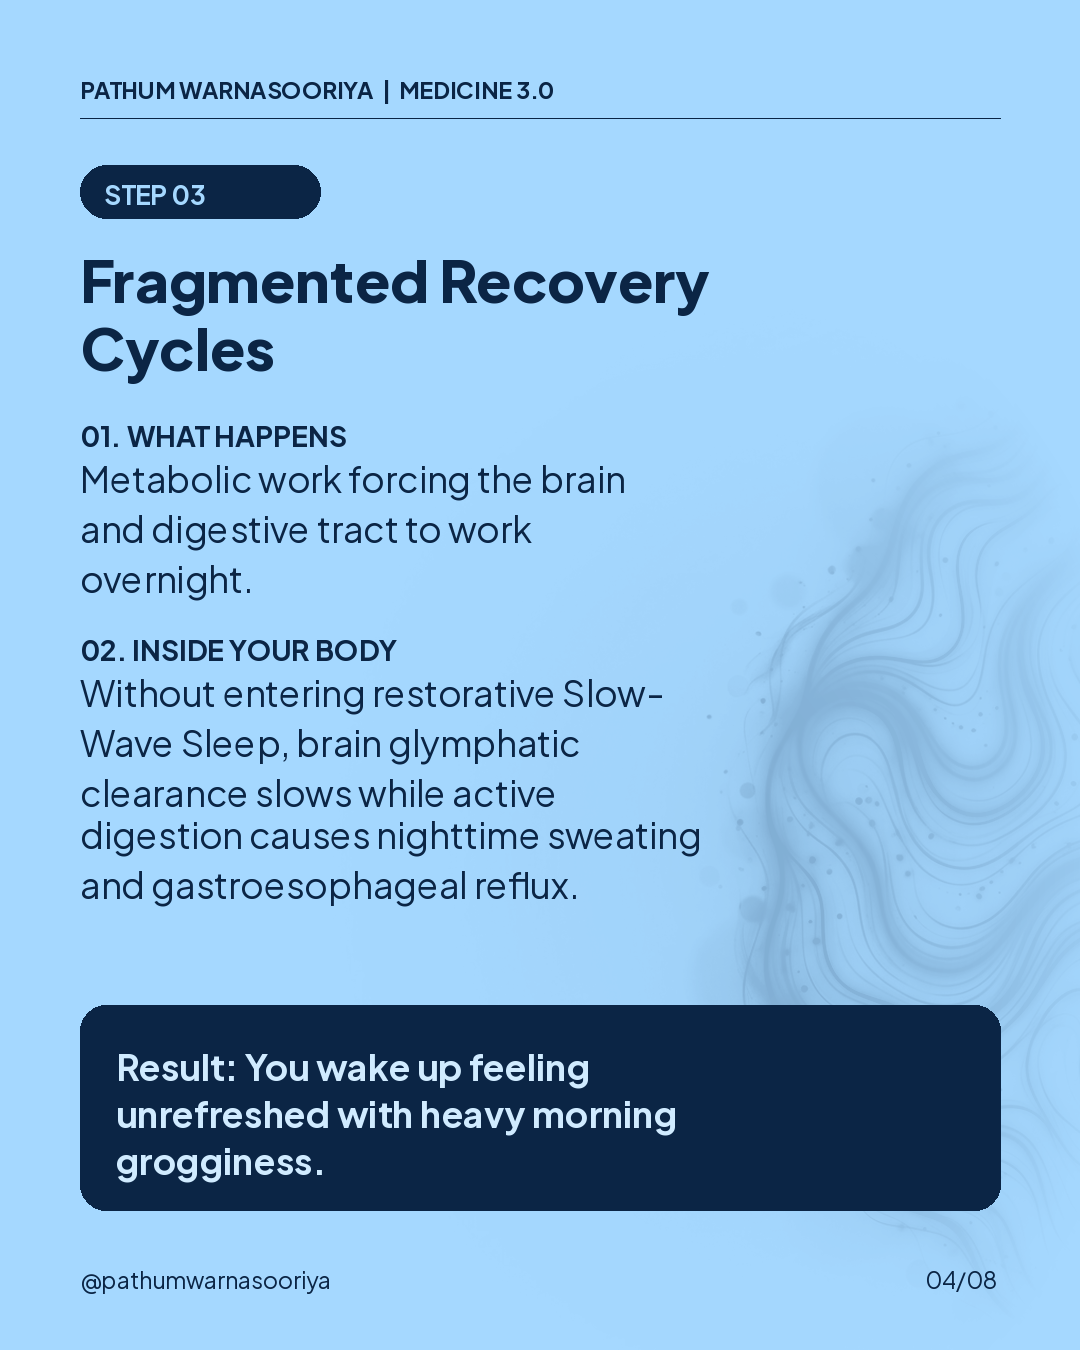 PATHUM WARNASOORIYA | MEDICINE 3.0
STEP 03
Fragmented Recovery
Cycles
01. WHAT HAPPENS
Metabolic work forcing the brain
and digestive tract to work
overnight.
02. INSIDE YOUR BODY
Without entering restorative Slow-
Wave Sleep, brain glymphatic
clearance slows while active
digestion causes nighttime sweating
and gastroesophageal reflux.
Result: You wake up feeling
unrefreshed with heavy morning
grogginess.
@pathumwarnasooriya
04/08